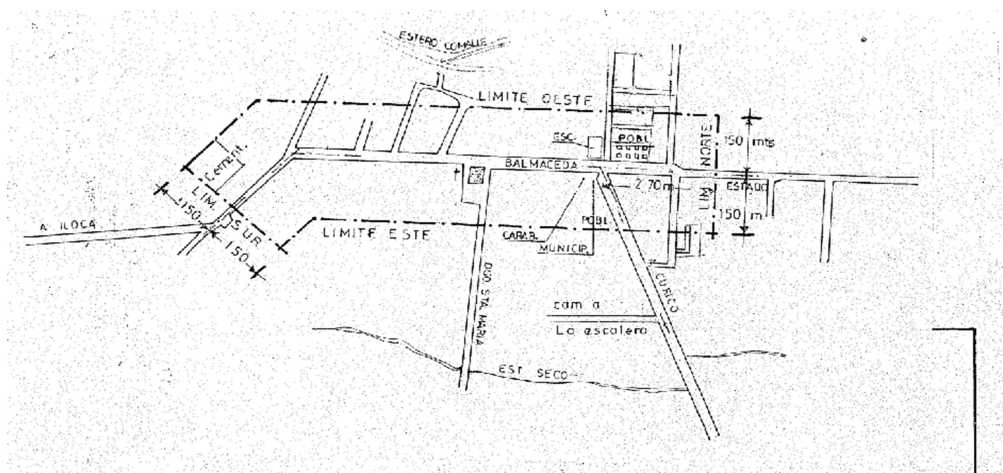 ESTERO COMALLE
LIMITE OESTE
ESC.
POBL
LIM. NORTE
150 mts
BALMACEDA
2.70 m
ESTADO
150 m
Cement.
LIM. SUR
150
150
A ILOCA
LIMITE ESTE
POBL
CARAB.
MUNICIP.
CURICO
STA. MARIA
cam a
La escalera
EST SECO